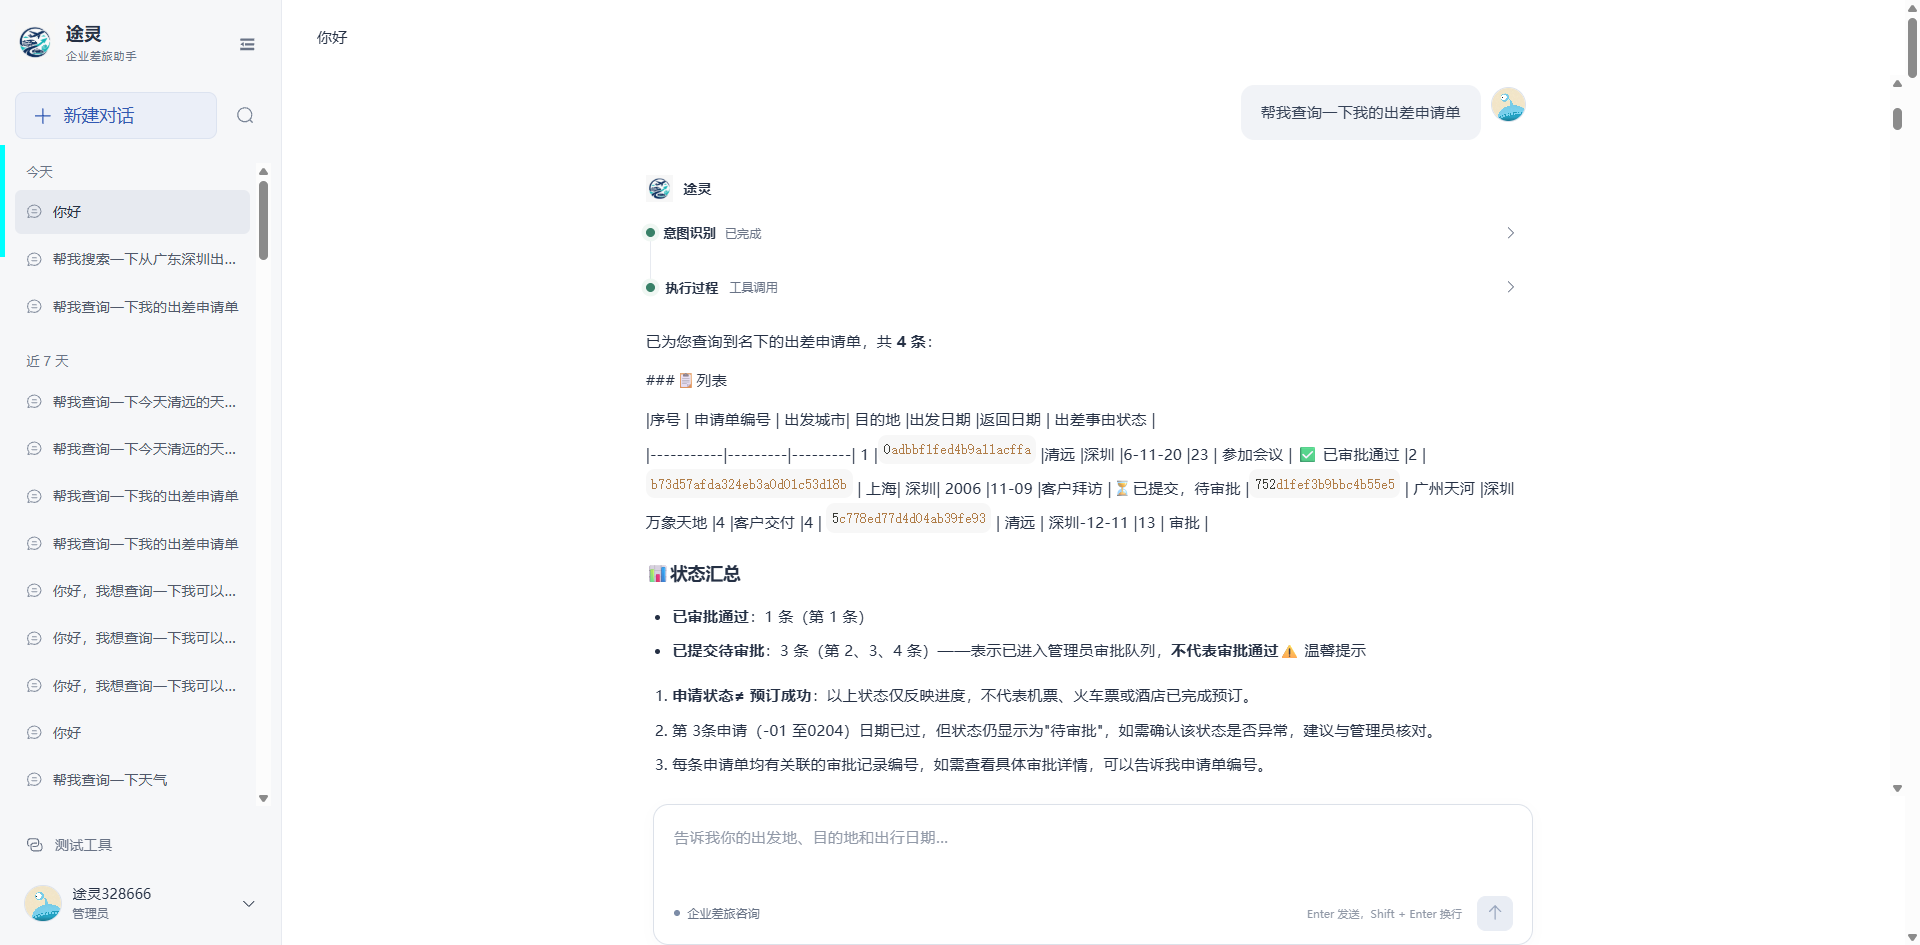 途灵
企业差旅助手
新建对话
今天
你好
帮我搜索一下从广东深圳出...
帮我查询一下我的出差申请单
近 7 天
帮我查询一下今天清远的天...
帮我查询一下今天清远的天...
帮我查询一下我的出差申请单
帮我查询一下我的出差申请单
你好，我想查询一下我可以...
你好，我想查询一下我可以...
你好，我想查询一下我可以...
你好
帮我查询一下天气
测试工具
途灵328666
管理员
你好
帮我查询一下我的出差申请单
途灵
意图识别 已完成
执行过程 工具调用
已为您查询到名下的出差申请单，共 4 条：
### 📋 列表
|序号 | 申请单编号 | 出发城市| 目的地 |出发日期 |返回日期 | 出差事由状态 |
|-----------|---------|---------| 1 | 0adbbf1fed4b9a11acffa |清远 |深圳 |6-11-20 |23 | 参加会议 | ✅ 已审批通过 |2 |
b73d57afda324eb3a0d01c53d18b | 上海| 深圳| 2006 |11-09 |客户拜访 | ⏳已提交，待审批 | 752d1fef3b9bbc4b55e5 | 广州天河 |深圳
万象天地 |4 |客户交付 |4 | 5c778ed77d4d04ab39fe93 | 清远 | 深圳-12-11 |13 | 审批 |
📊 状态汇总
• 已审批通过：1 条（第 1 条）
• 已提交待审批：3 条（第 2、3、4 条）——表示已进入管理员审批队列，不代表审批通过⚠️ 温馨提示
1. 申请状态≠ 预订成功：以上状态仅反映进度，不代表机票、火车票或酒店已完成预订。
2. 第 3条申请（-01 至0204）日期已过，但状态仍显示为"待审批"，如需确认该状态是否异常，建议与管理员核对。
3. 每条申请单均有关联的审批记录编号，如需查看具体审批详情，可以告诉我申请单编号。
告诉我你的出发地、目的地和出行日期...
企业差旅咨询
Enter 发送，Shift + Enter 换行